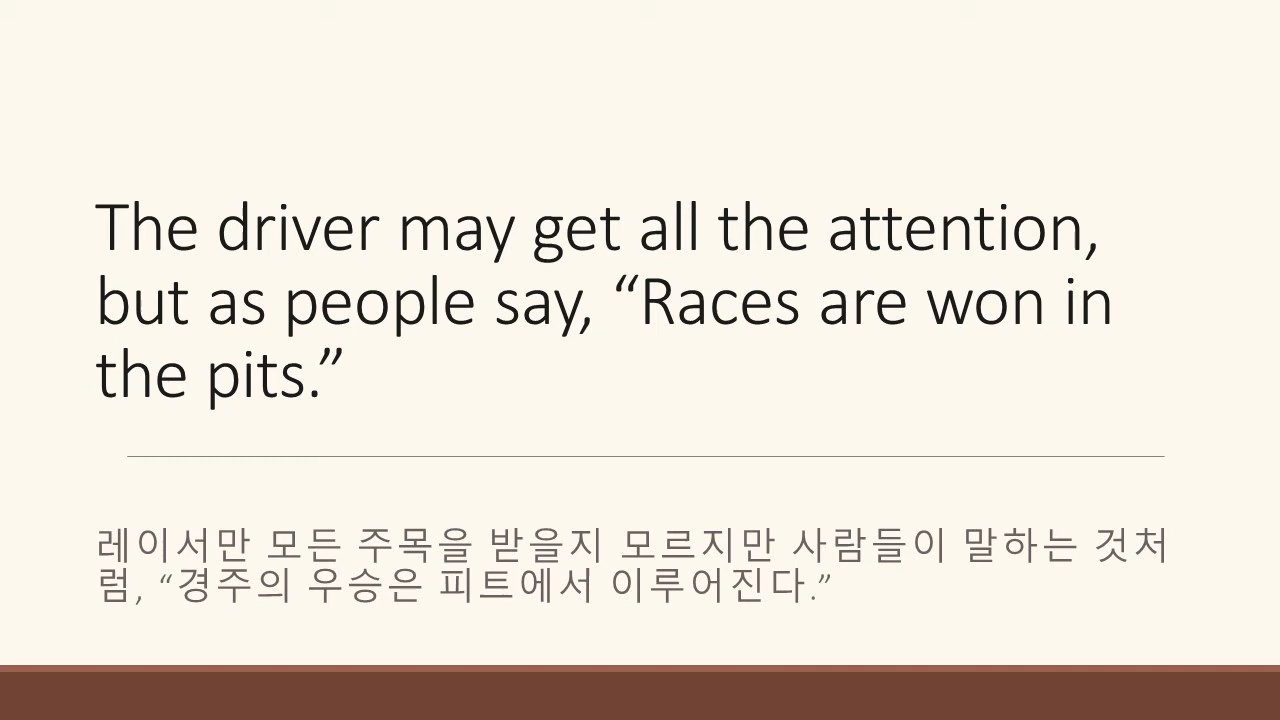 The driver may get all the attention,
but as people say, “Races are won in
the pits.”
레이서만 모든 주목을 받을지 모르지만 사람들이 말하는 것처
럼, “경주의 우승은 피트에서 이루어진다.”